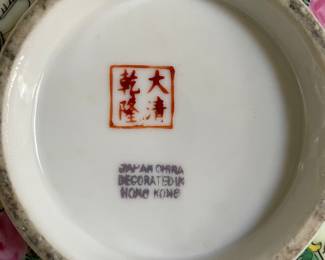 大清
乾隆
JAPAN CHINA
DECORATED IN
HONG KONG